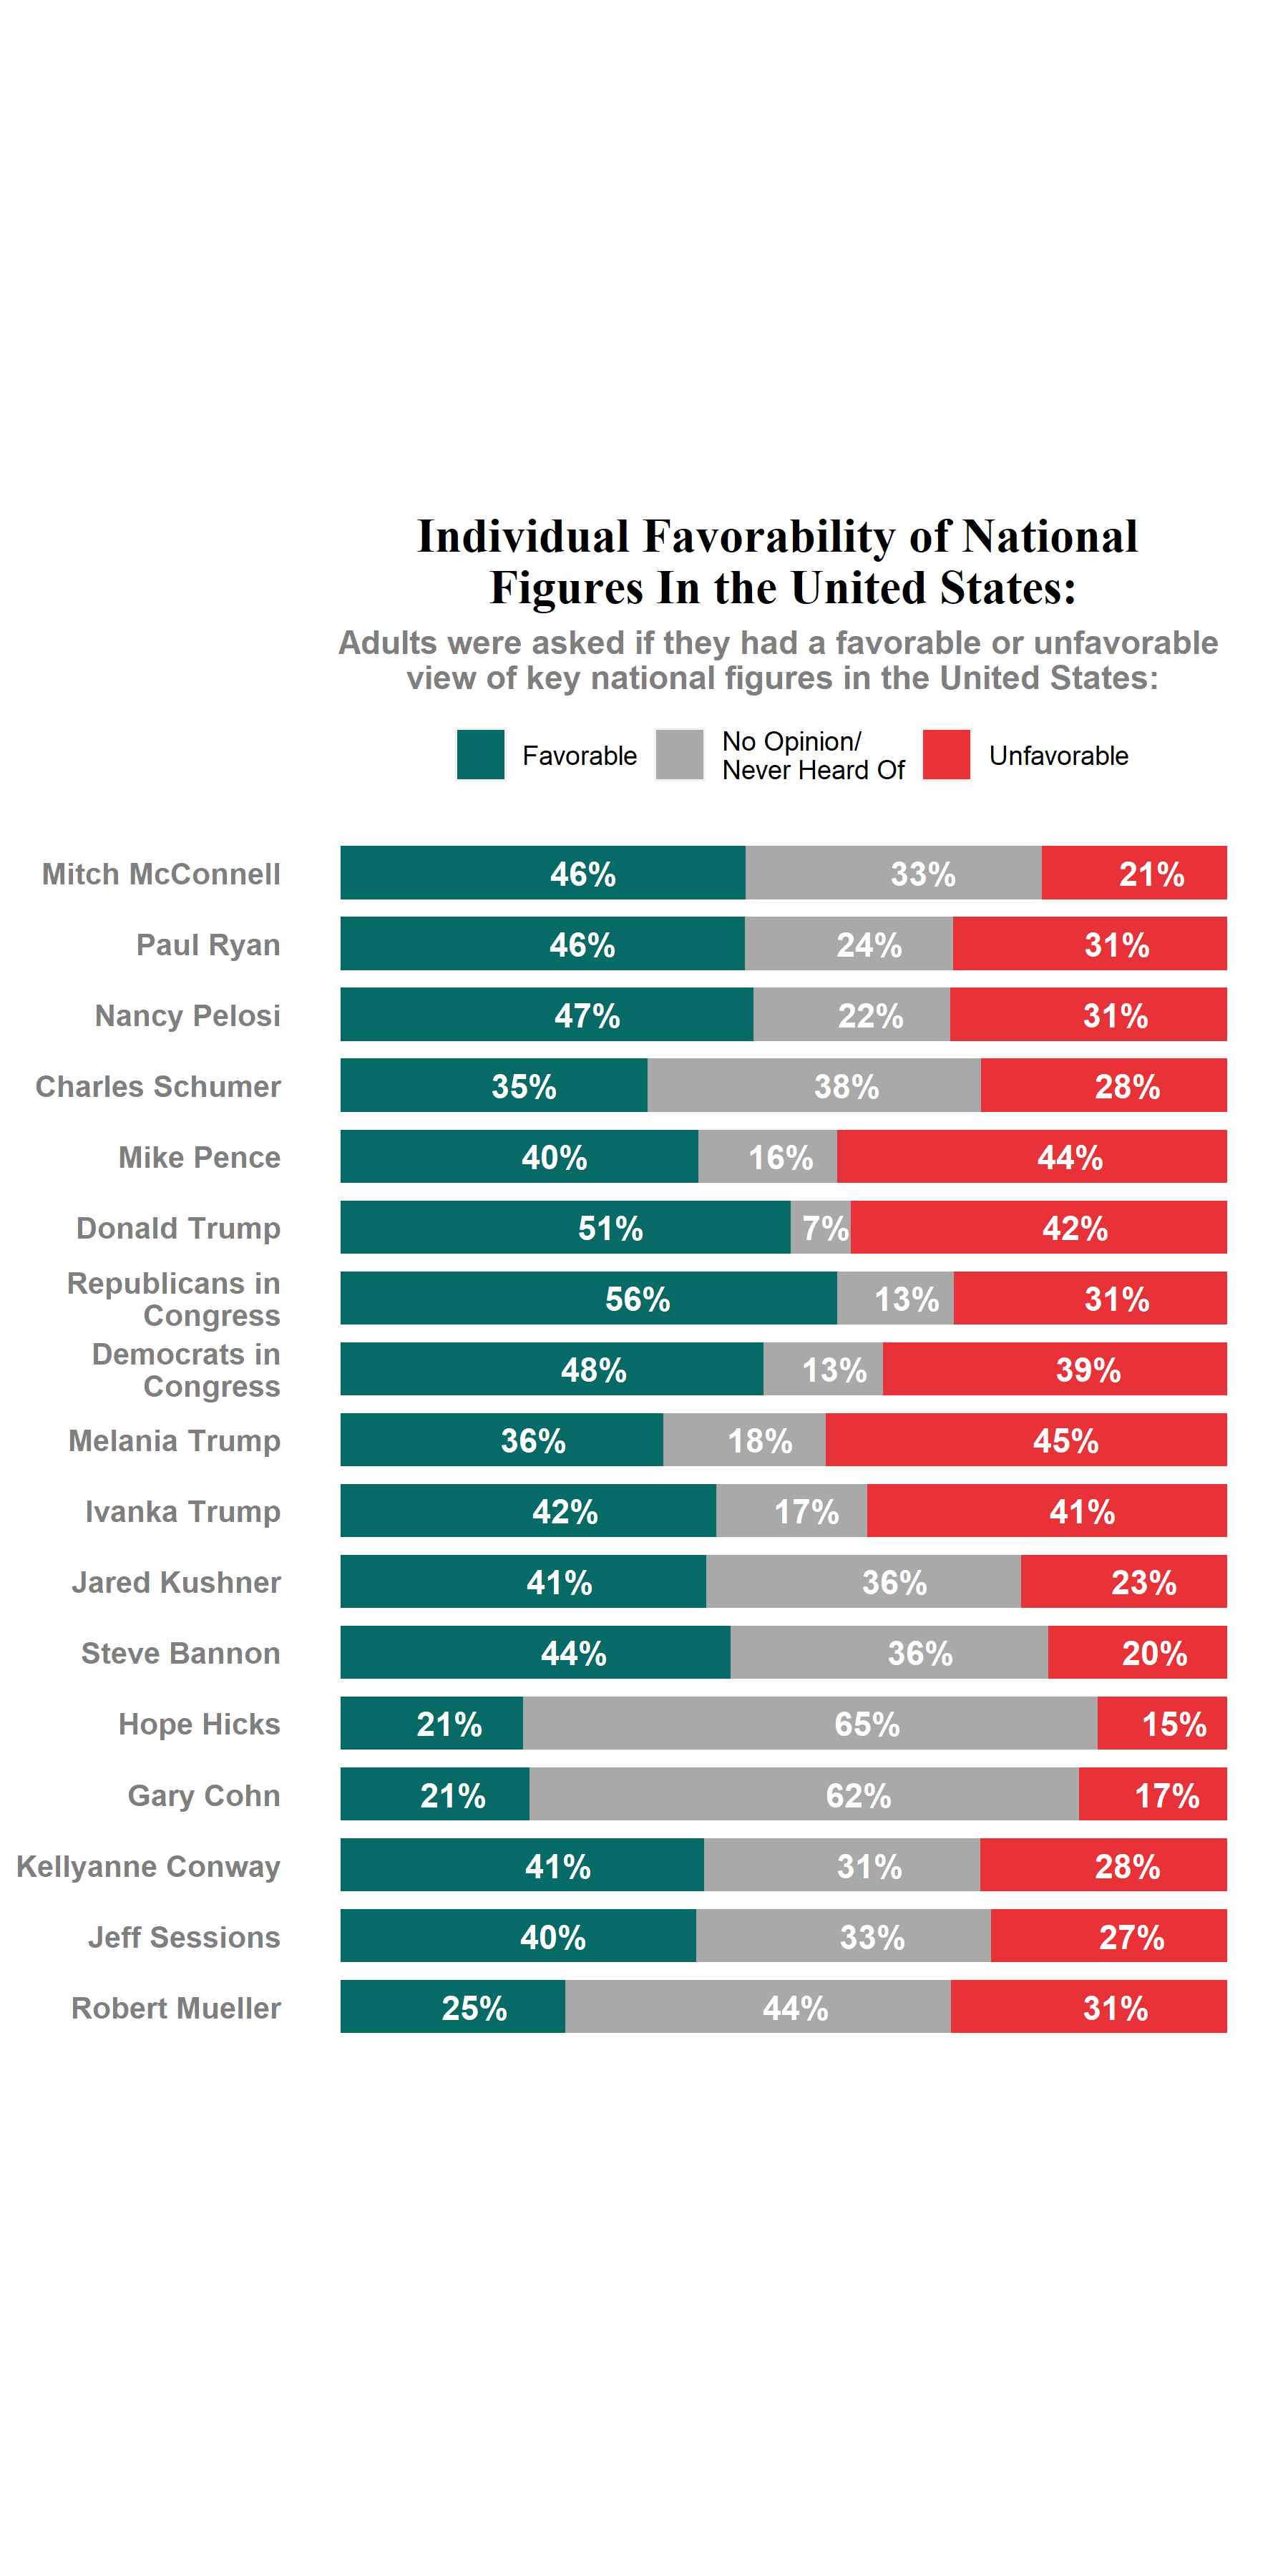 Individual Favorability of National
Figures In the United States:
Adults were asked if they had a favorable or unfavorable
view of key national figures in the United States:
Favorable
No Opinion/
Never Heard Of
Unfavorable
Mitch McConnell 46% 33% 21%
Paul Ryan 46% 24% 31%
Nancy Pelosi 47% 22% 31%
Charles Schumer 35% 38% 28%
Mike Pence 40% 16% 44%
Donald Trump 51% 7% 42%
Republicans in
Congress 56% 13% 31%
Democrats in
Congress 48% 13% 39%
Melania Trump 36% 18% 45%
Ivanka Trump 42% 17% 41%
Jared Kushner 41% 36% 23%
Steve Bannon 44% 36% 20%
Hope Hicks 21% 65% 15%
Gary Cohn 21% 62% 17%
Kellyanne Conway 41% 31% 28%
Jeff Sessions 40% 33% 27%
Robert Mueller 25% 44% 31%